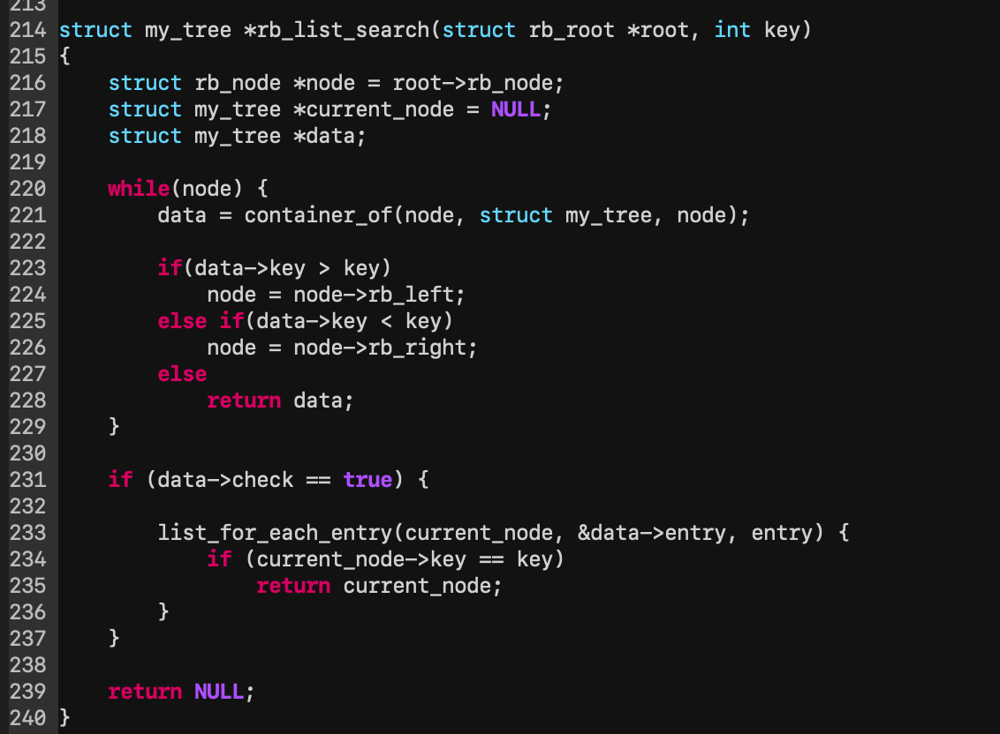 213
214 struct my_tree *rb_list_search(struct rb_root *root, int key)
215 {
216     struct rb_node *node = root->rb_node;
217     struct my_tree *current_node = NULL;
218     struct my_tree *data;
219
220     while(node) {
221         data = container_of(node, struct my_tree, node);
222
223         if(data->key > key)
224             node = node->rb_left;
225         else if(data->key < key)
226             node = node->rb_right;
227         else
228             return data;
229     }
230
231     if (data->check == true) {
232
233         list_for_each_entry(current_node, &data->entry, entry) {
234             if (current_node->key == key)
235                 return current_node;
236         }
237     }
238
239     return NULL;
240 }